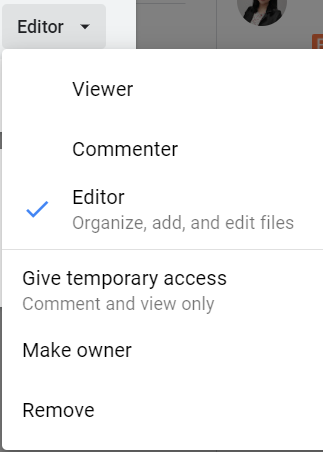 Editor
Viewer
Commenter
Editor
Organize, add, and edit files
Give temporary access
Comment and view only
Make owner
Remove